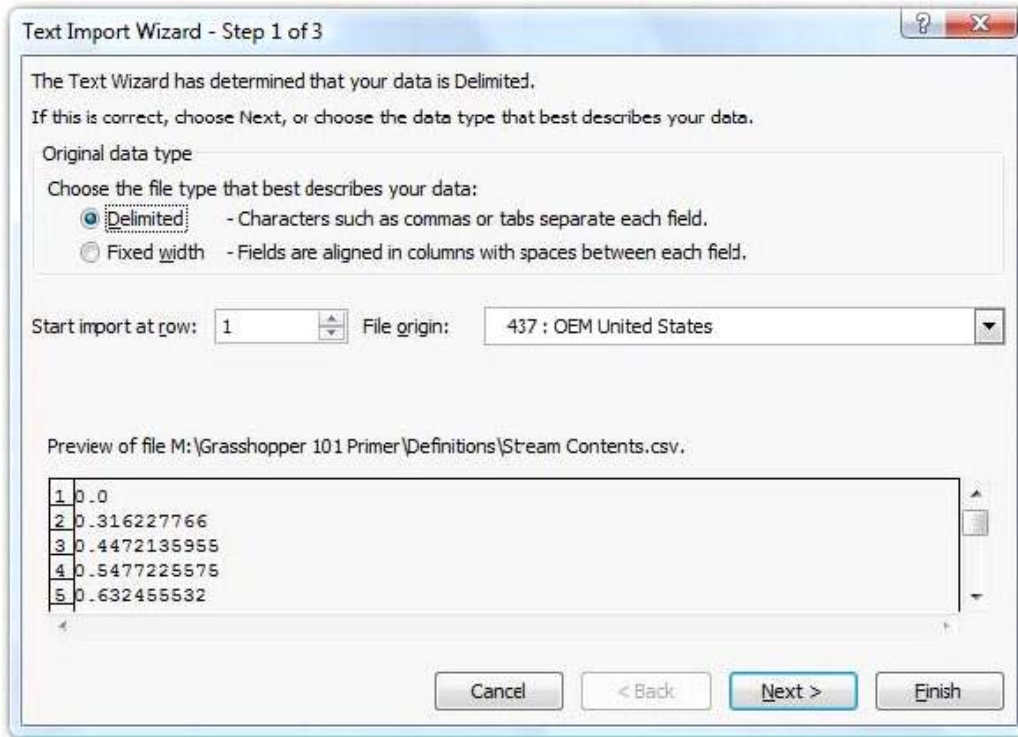 Text Import Wizard - Step 1 of 3
The Text Wizard has determined that your data is Delimited.
If this is correct, choose Next, or choose the data type that best describes your data.
Original data type
Choose the file type that best describes your data:
Delimited - Characters such as commas or tabs separate each field.
Fixed width - Fields are aligned in columns with spaces between each field.
Start import at row: 1 File origin: 437 : OEM United States
Preview of file M:\Grasshopper 101 Primer\Definitions\Stream Contents.csv.
1 0.0
2 0.316227766
3 0.4472135955
4 0.5477225575
5 0.632455532
Cancel < Back Next > Finish